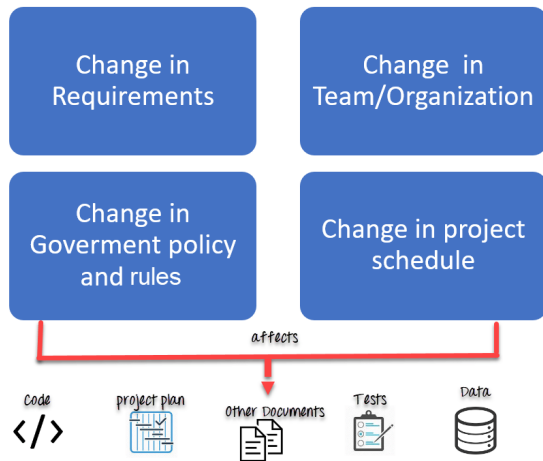 Change in
Requirements
Change in
Team/Organization
Change in
Goverment policy
and rules
Change in project
schedule
affects
Code
project plan
Other Documents
Tests
Data